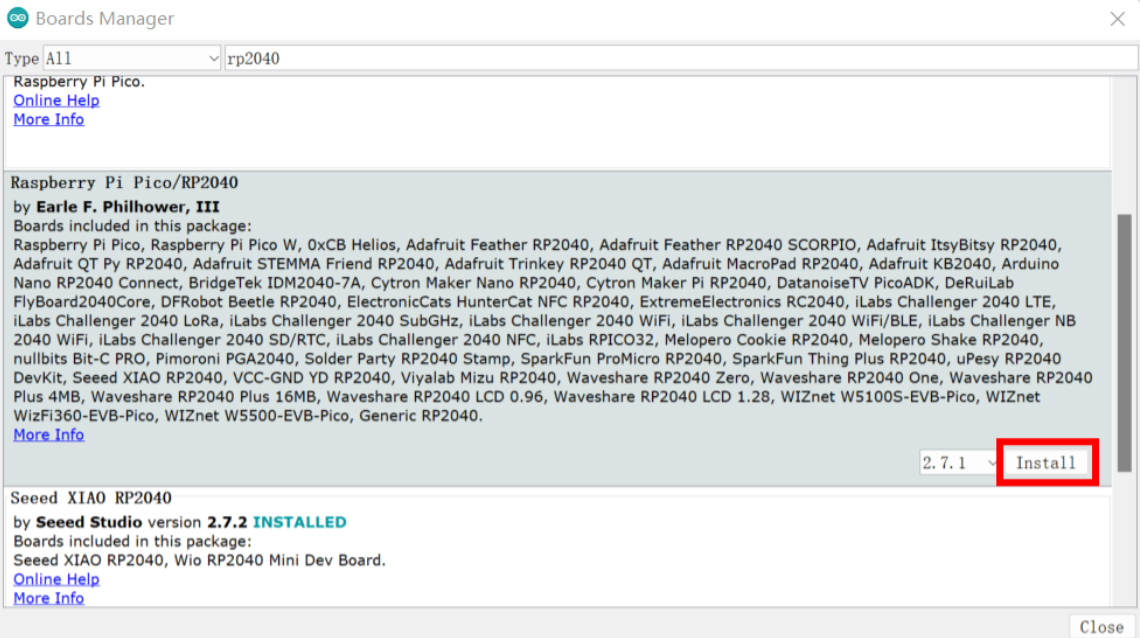 Boards Manager
Type All rp2040
Raspberry Pi Pico.
Online Help
More Info
Raspberry Pi Pico/RP2040
by Earle F. Philhower, III
Boards included in this package:
Raspberry Pi Pico, Raspberry Pi Pico W, 0xCB Helios, Adafruit Feather RP2040, Adafruit Feather RP2040 SCORPIO, Adafruit ItsyBitsy RP2040,
Adafruit QT Py RP2040, Adafruit STEMMA Friend RP2040, Adafruit Trinkey RP2040 QT, Adafruit MacroPad RP2040, Adafruit KB2040, Arduino
Nano RP2040 Connect, BridgeTek IDM2040-7A, Cytron Maker Nano RP2040, Cytron Maker Pi RP2040, DatanoiseTV PicoADK, DeRuiLab
FlyBoard2040Core, DFRobot Beetle RP2040, ElectronicCats HunterCat NFC RP2040, ExtremeElectronics RC2040, iLabs Challenger 2040 LTE,
iLabs Challenger 2040 LoRa, iLabs Challenger 2040 SubGHz, iLabs Challenger 2040 WiFi, iLabs Challenger 2040 WiFi/BLE, iLabs Challenger NB
2040 WiFi, iLabs Challenger 2040 SD/RTC, iLabs Challenger 2040 NFC, iLabs RPICO32, Melopero Cookie RP2040, Melopero Shake RP2040,
nullbits Bit-C PRO, Pimoroni PGA2040, Solder Party RP2040 Stamp, SparkFun ProMicro RP2040, SparkFun Thing Plus RP2040, uPesy RP2040
DevKit, Seeed XIAO RP2040, VCC-GND YD RP2040, Viyalab Mizu RP2040, Waveshare RP2040 Zero, Waveshare RP2040 One, Waveshare RP2040
Plus 4MB, Waveshare RP2040 Plus 16MB, Waveshare RP2040 LCD 0.96, Waveshare RP2040 LCD 1.28, WIZnet W5100S-EVB-Pico, WIZnet
WizFi360-EVB-Pico, WIZnet W5500-EVB-Pico, Generic RP2040.
More Info
2.7.1 Install
Seeed XIAO RP2040
by Seeed Studio version 2.7.2 INSTALLED
Boards included in this package:
Seeed XIAO RP2040, Wio RP2040 Mini Dev Board.
Online Help
More Info
Close